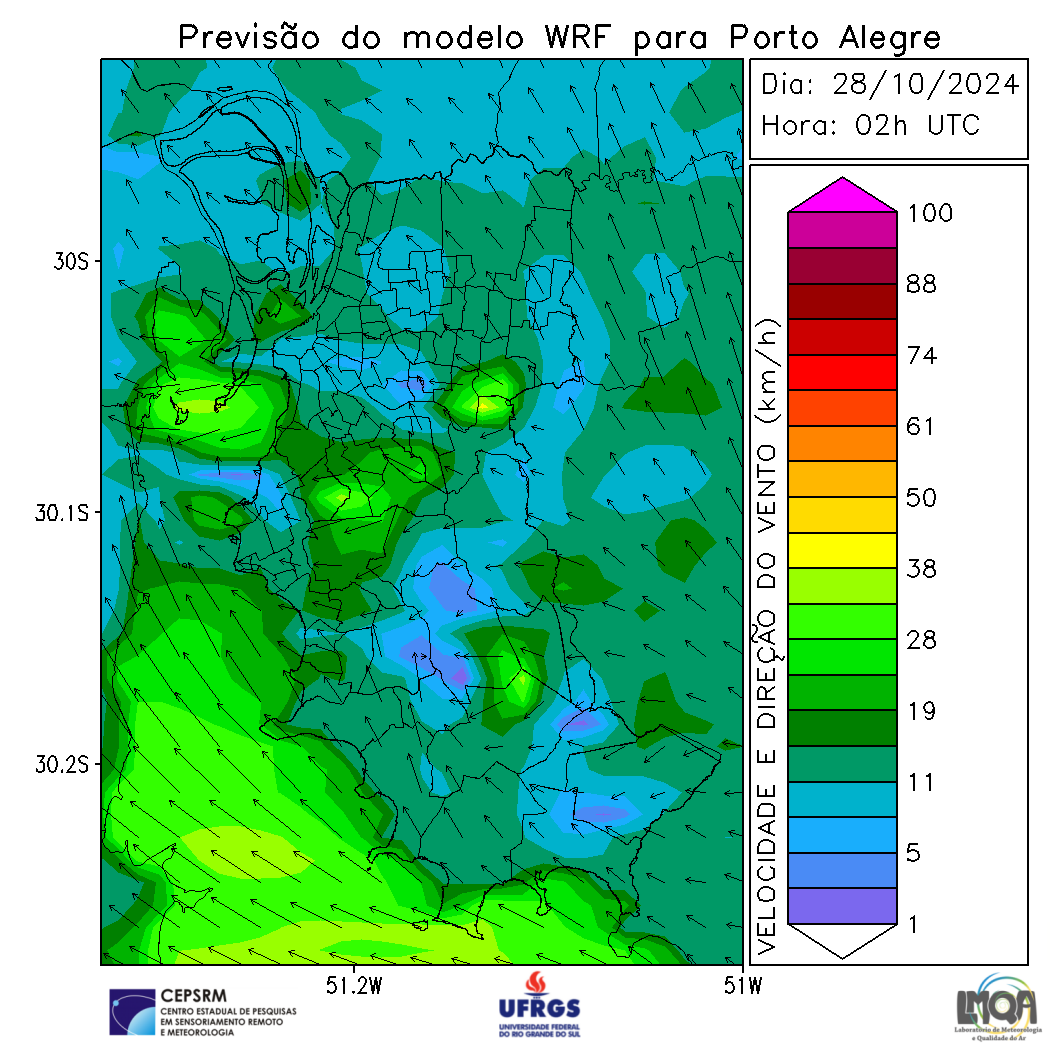 Previsão do modelo WRF para Porto Alegre
Dia: 28/10/2024
Hora: 02h UTC
30S
30.1S
30.2S
51.2W
51W
VELOCIDADE E DIREÇÃO DO VENTO (km/h)
100
88
74
61
50
38
28
19
11
5
1
CEPSRM
CENTRO ESTADUAL DE PESQUISAS
EM SENSORIAMENTO REMOTO
E METEOROLOGIA
UFRGS
UNIVERSIDADE FEDERAL
DO RIO GRANDE DO SUL
LMQA
Laboratório de Meteorologia
e Qualidade do Ar